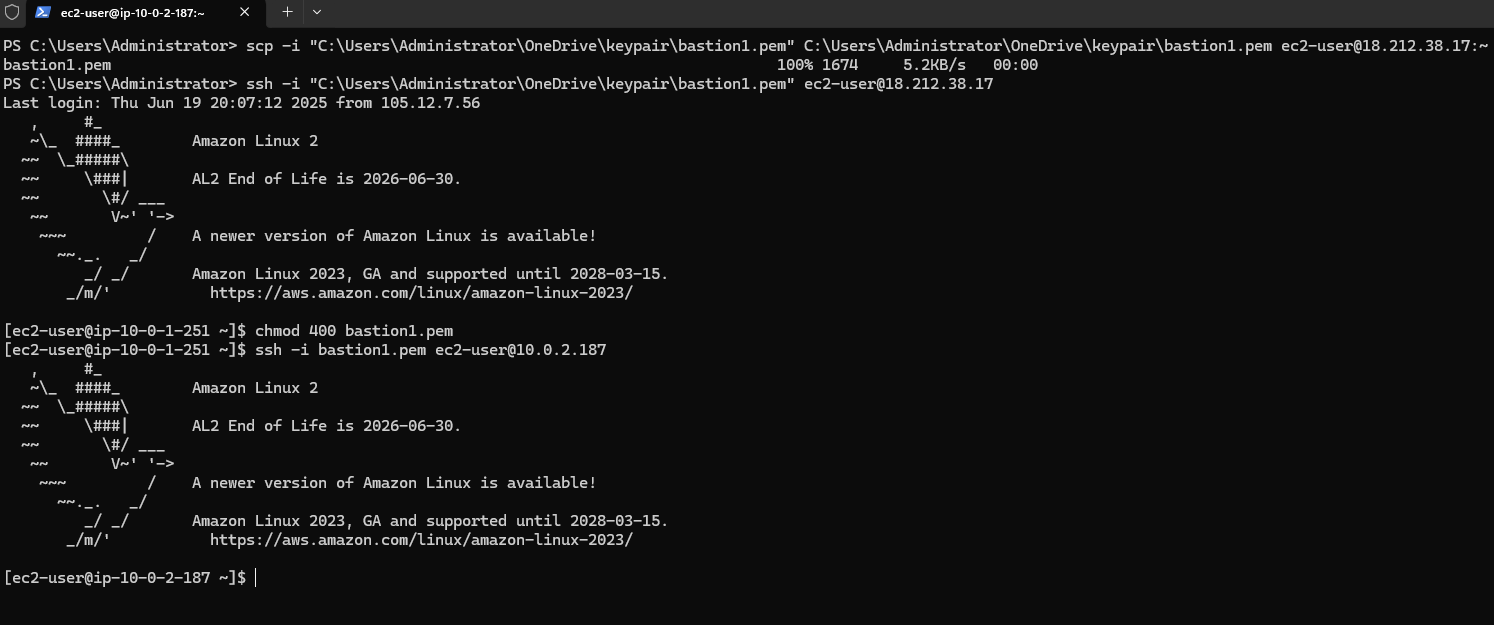 ec2-user@ip-10-0-2-187:~
PS C:\Users\Administrator> scp -i "C:\Users\Administrator\OneDrive\keypair\bastion1.pem" C:\Users\Administrator\OneDrive\keypair\bastion1.pem ec2-user@18.212.38.17:~
bastion1.pem                                                                          100% 1674     5.2KB/s   00:00
PS C:\Users\Administrator> ssh -i "C:\Users\Administrator\OneDrive\keypair\bastion1.pem" ec2-user@18.212.38.17
Last login: Thu Jun 19 20:07:12 2025 from 105.12.7.56
   ,     #_
   ~\_  ####_        Amazon Linux 2
  ~~  \_#####\
  ~~     \###|       AL2 End of Life is 2026-06-30.
  ~~       \#/ ___
   ~~       V~' '->
    ~~~         /    A newer version of Amazon Linux is available!
      ~~._.   _/
         _/ _/       Amazon Linux 2023, GA and supported until 2028-03-15.
       _/m/'           https://aws.amazon.com/linux/amazon-linux-2023/
[ec2-user@ip-10-0-1-251 ~]$ chmod 400 bastion1.pem
[ec2-user@ip-10-0-1-251 ~]$ ssh -i bastion1.pem ec2-user@10.0.2.187
   ,     #_
   ~\_  ####_        Amazon Linux 2
  ~~  \_#####\
  ~~     \###|       AL2 End of Life is 2026-06-30.
  ~~       \#/ ___
   ~~       V~' '->
    ~~~         /    A newer version of Amazon Linux is available!
      ~~._.   _/
         _/ _/       Amazon Linux 2023, GA and supported until 2028-03-15.
       _/m/'           https://aws.amazon.com/linux/amazon-linux-2023/
[ec2-user@ip-10-0-2-187 ~]$